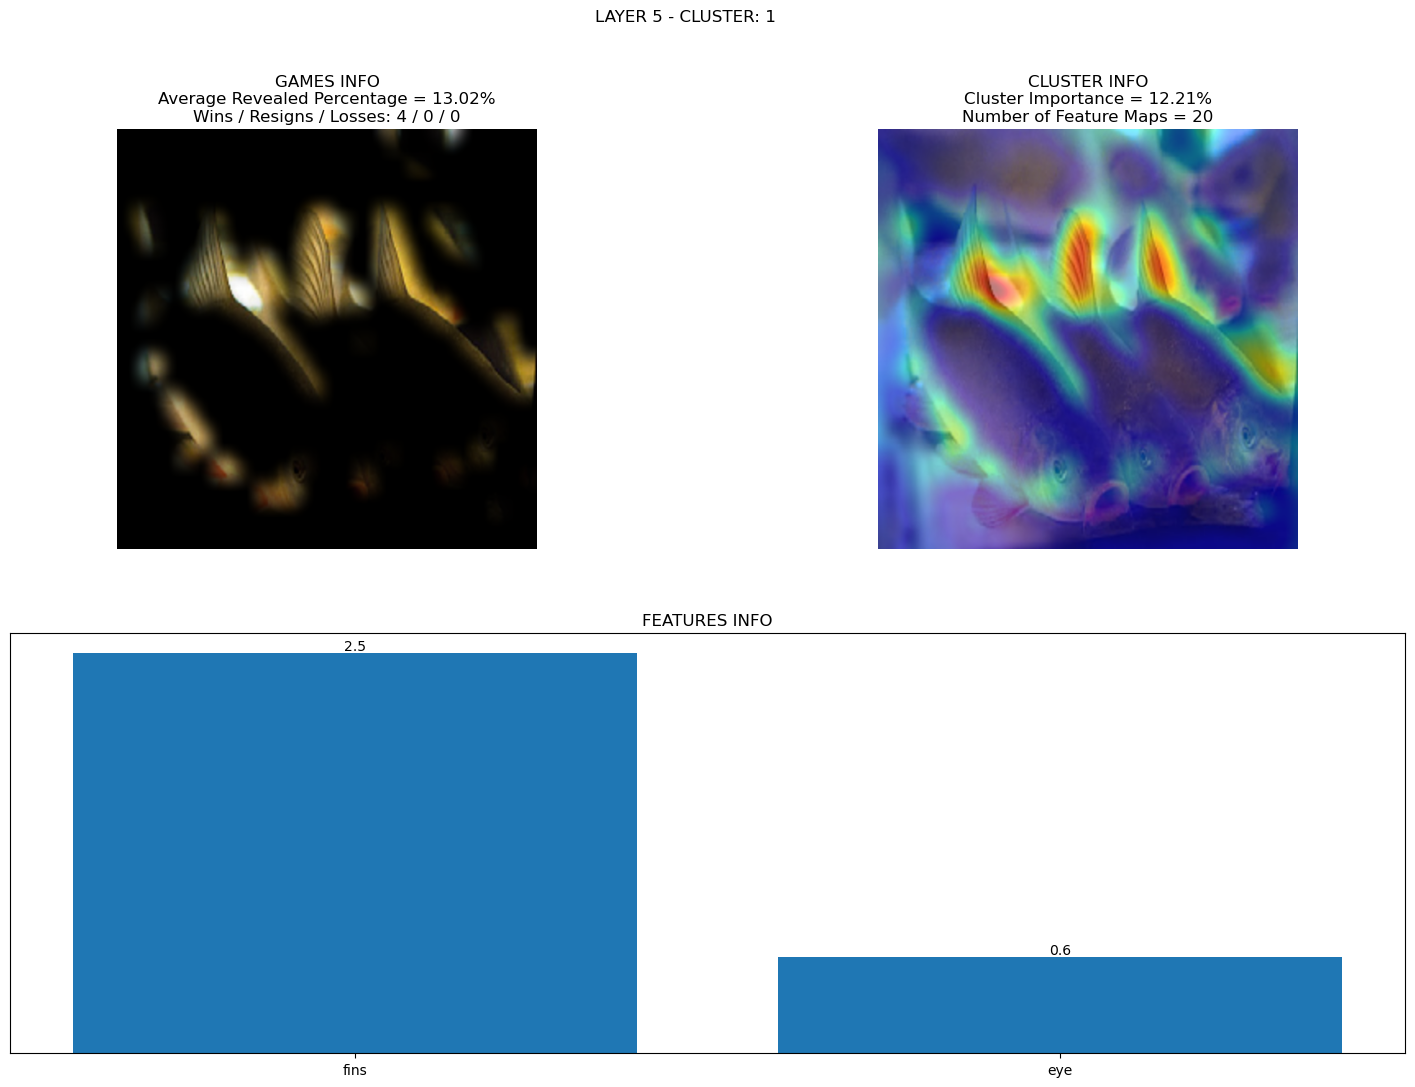 LAYER 5 - CLUSTER: 1
GAMES INFO
Average Revealed Percentage = 13.02%
Wins / Resigns / Losses: 4 / 0 / 0
CLUSTER INFO
Cluster Importance = 12.21%
Number of Feature Maps = 20
FEATURES INFO
2.5
0.6
fins
eye